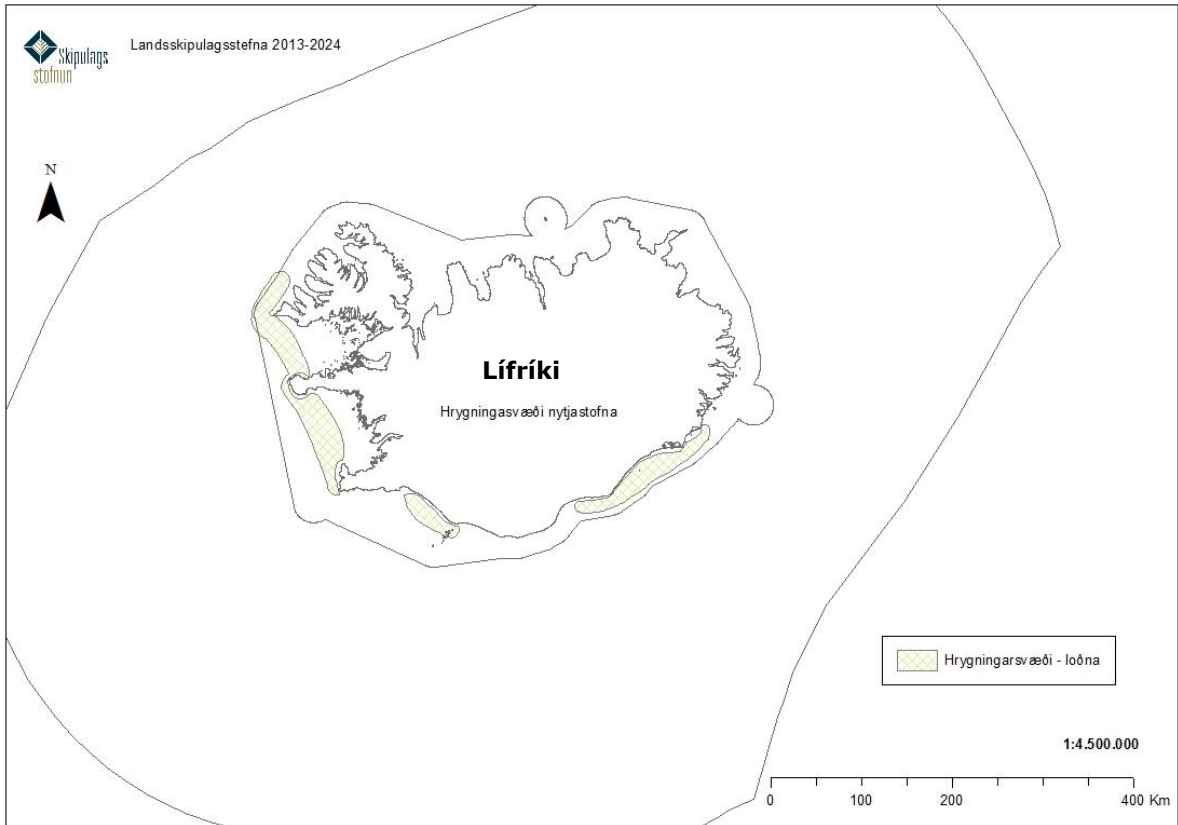 Skipulags
stofnun
Landsskipulagsstefna 2013-2024
N
Lífríki
Hrygningasvæði nytjastofna
Hrygningarsvæði - loðna
1:4.500.000
0 100 200 400 Km